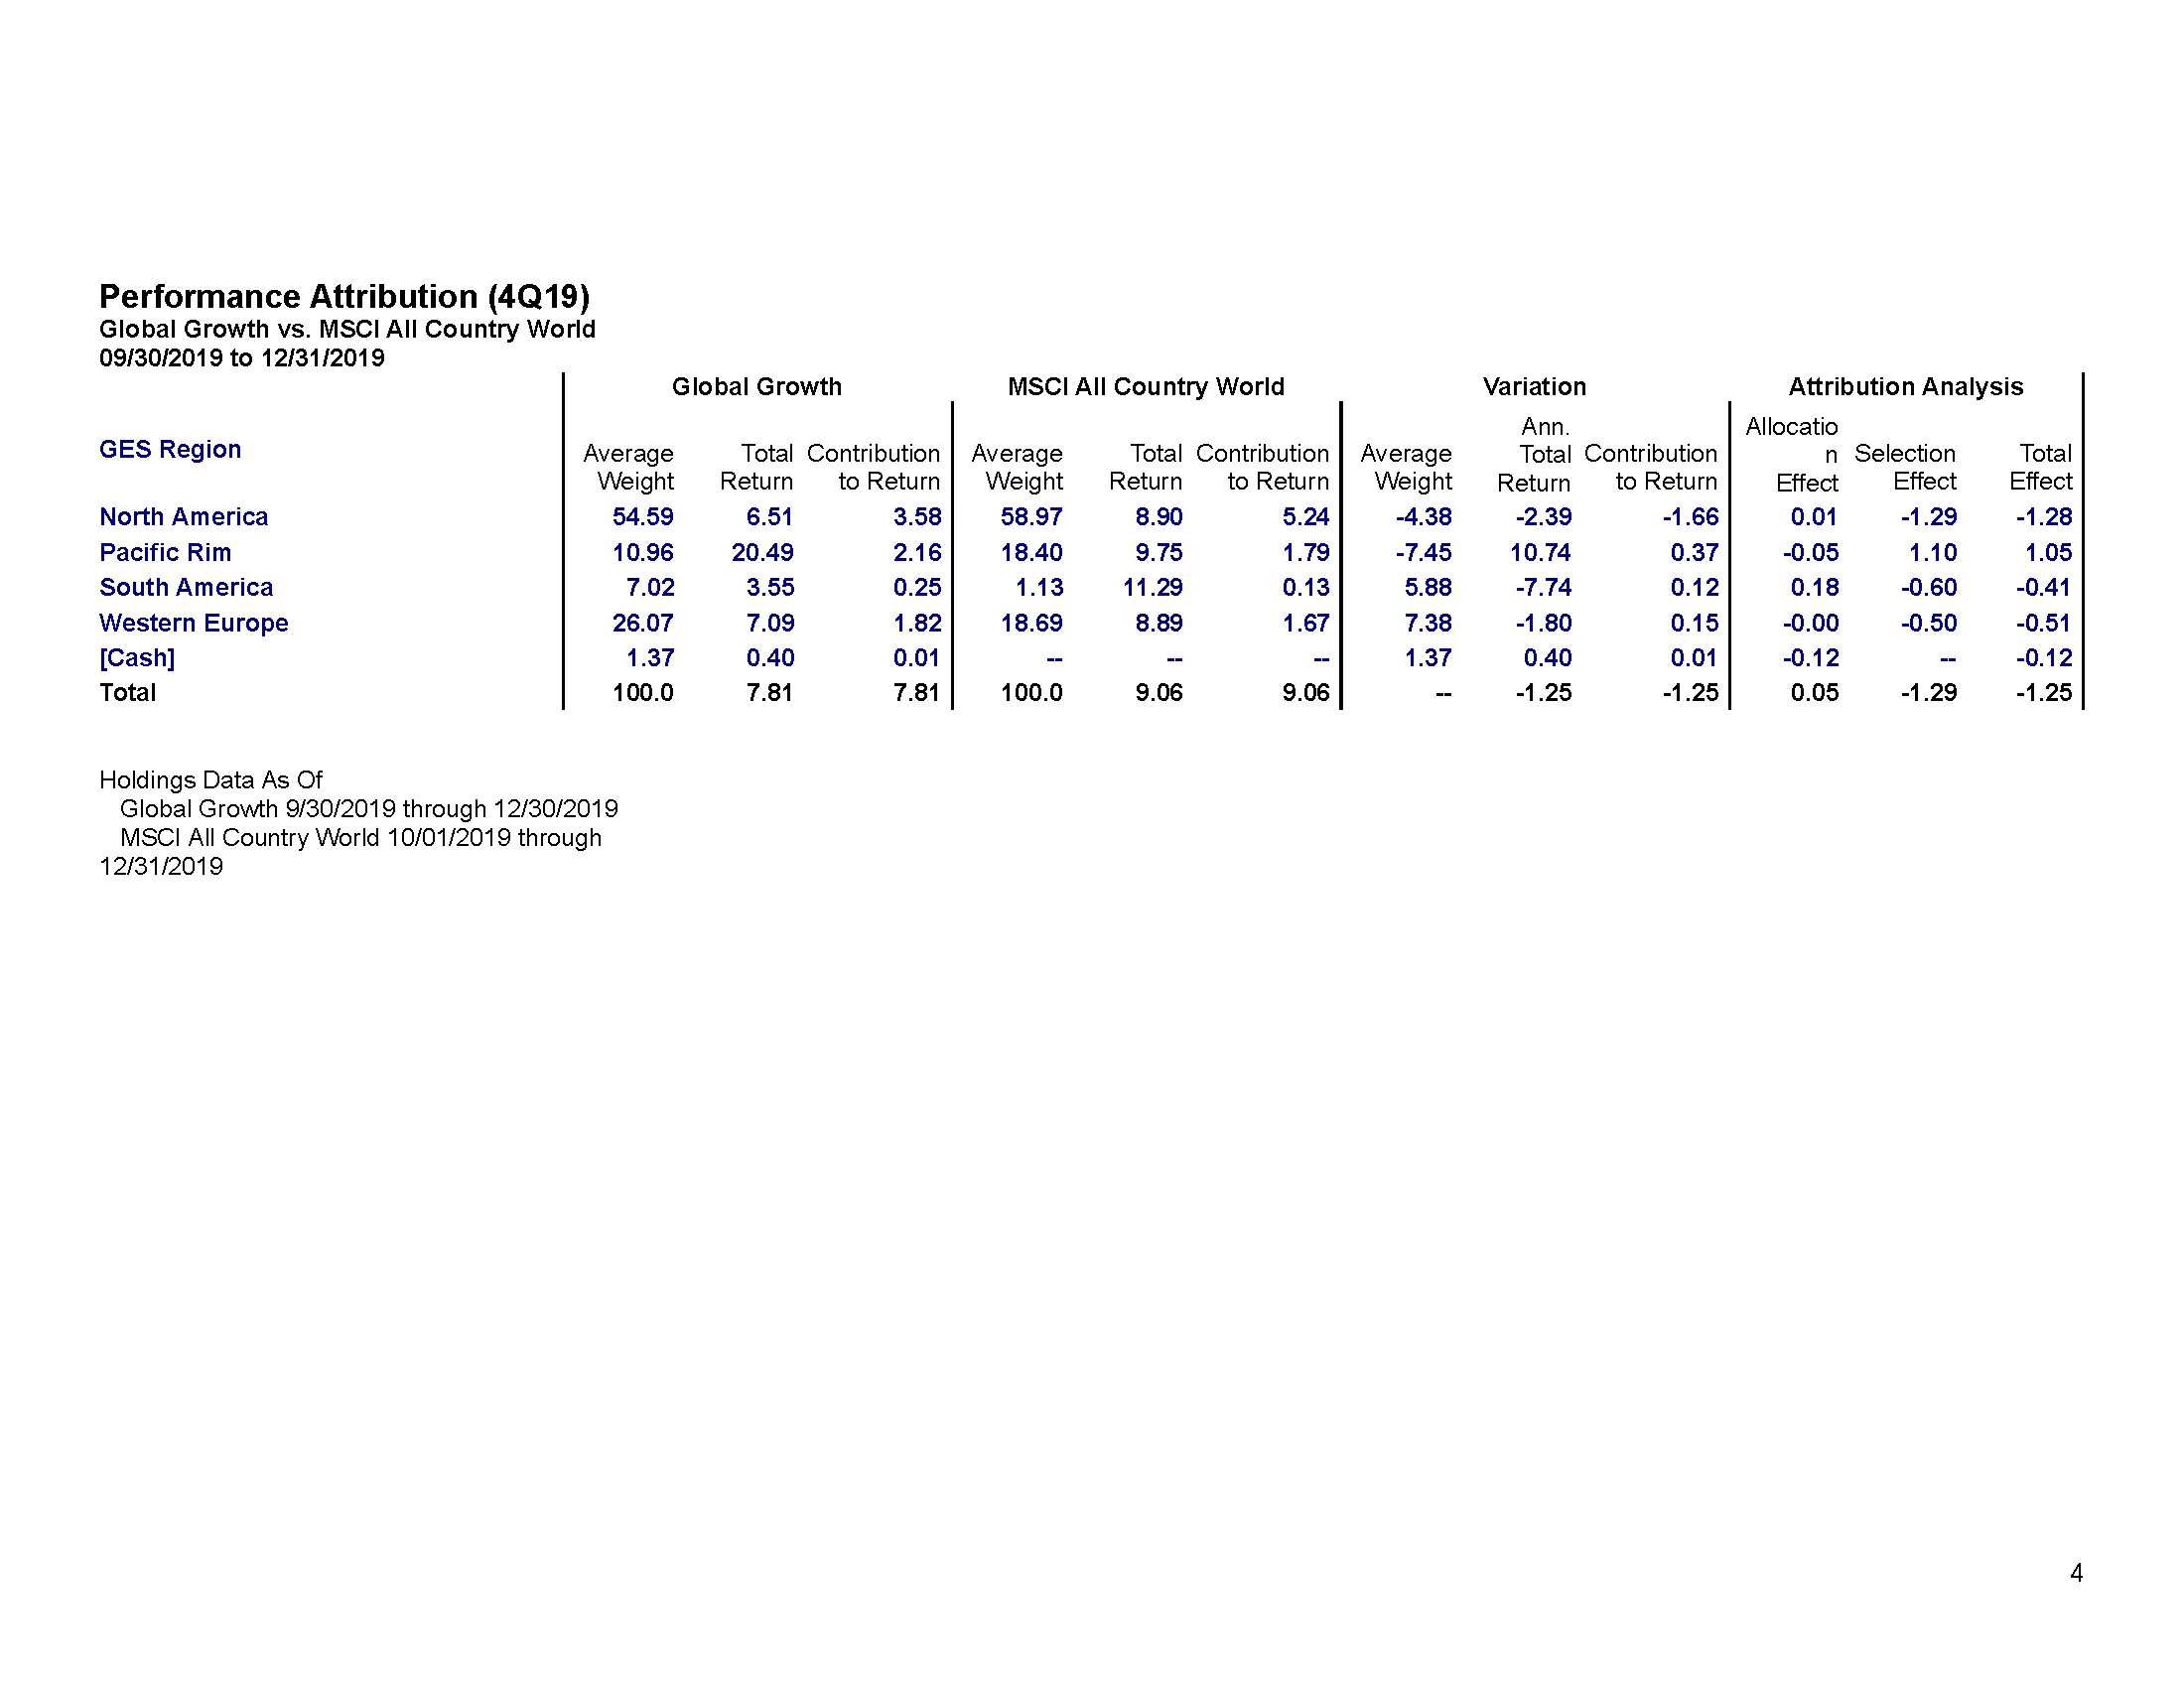 Performance Attribution (4Q19)
Global Growth vs. MSCI All Country World
09/30/2019 to 12/31/2019
Global Growth MSCI All Country World Variation Attribution Analysis
GES Region Average Weight Total Return Contribution to Return Average Weight Total Return Contribution to Return Average Weight Ann. Total Return Contribution to Return Allocatio n Effect Selection Effect Total Effect
North America 54.59 6.51 3.58 58.97 8.90 5.24 -4.38 -2.39 -1.66 0.01 -1.29 -1.28
Pacific Rim 10.96 20.49 2.16 18.40 9.75 1.79 -7.45 10.74 0.37 -0.05 1.10 1.05
South America 7.02 3.55 0.25 1.13 11.29 0.13 5.88 -7.74 0.12 0.18 -0.60 -0.41
Western Europe 26.07 7.09 1.82 18.69 8.89 1.67 7.38 -1.80 0.15 -0.00 -0.50 -0.51
[Cash] 1.37 0.40 0.01 -- -- -- 1.37 0.40 0.01 -0.12 -- -0.12
Total 100.0 7.81 7.81 100.0 9.06 9.06 -- -1.25 -1.25 0.05 -1.29 -1.25
Holdings Data As Of
Global Growth 9/30/2019 through 12/30/2019
MSCI All Country World 10/01/2019 through
12/31/2019
4